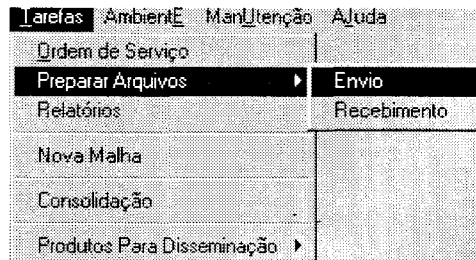 Tarefas AmbientE ManUtenção AJuda
Ordem de Serviço
Preparar Arquivos Envio
Relatórios Recebimento
Nova Malha
Consolidação
Produtos Para Disseminação